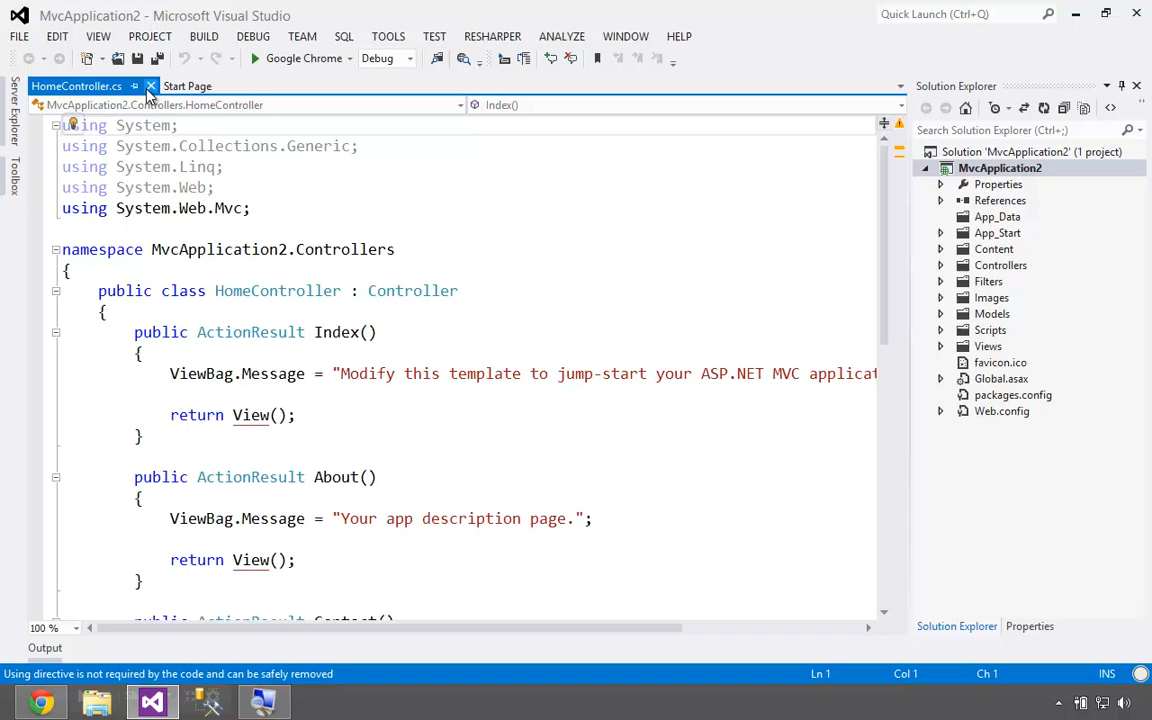 MvcApplication2 - Microsoft Visual Studio
Quick Launch (Ctrl+Q)
FILE EDIT VIEW PROJECT BUILD DEBUG TEAM SQL TOOLS TEST RESHARPER ANALYZE WINDOW HELP
Google Chrome Debug
Server Explorer
Toolbox
HomeController.cs Start Page
MvcApplication2.Controllers.HomeController Index()
using System;
using System.Collections.Generic;
using System.Linq;
using System.Web;
using System.Web.Mvc;
namespace MvcApplication2.Controllers
{
public class HomeController : Controller
{
public ActionResult Index()
{
ViewBag.Message = "Modify this template to jump-start your ASP.NET MVC applicat
return View();
}
public ActionResult About()
{
ViewBag.Message = "Your app description page.";
return View();
}
public ActionResult Contact()
100 %
Output
Solution Explorer
Search Solution Explorer (Ctrl+;)
Solution 'MvcApplication2' (1 project)
MvcApplication2
Properties
References
App_Data
App_Start
Content
Controllers
Filters
Images
Models
Scripts
Views
favicon.ico
Global.asax
packages.config
Web.config
Solution Explorer Properties
Using directive is not required by the code and can be safely removed Ln 1 Col 1 Ch 1 INS